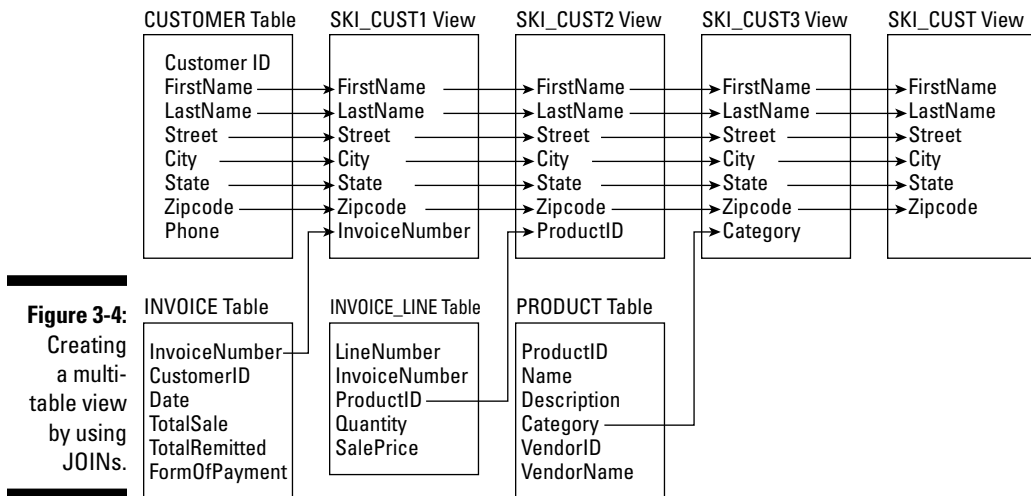 CUSTOMER Table
Customer ID
FirstName
LastName
Street
City
State
Zipcode
Phone
SKI_CUST1 View
FirstName
LastName
Street
City
State
Zipcode
InvoiceNumber
SKI_CUST2 View
FirstName
LastName
Street
City
State
Zipcode
ProductID
SKI_CUST3 View
FirstName
LastName
Street
City
State
Zipcode
Category
SKI_CUST View
FirstName
LastName
Street
City
State
Zipcode
Figure 3-4:
Creating
a multi-
table view
by using
JOINs.
INVOICE Table
InvoiceNumber
CustomerID
Date
TotalSale
TotalRemitted
FormOfPayment
INVOICE_LINE Table
LineNumber
InvoiceNumber
ProductID
Quantity
SalePrice
PRODUCT Table
ProductID
Name
Description
Category
VendorID
VendorName